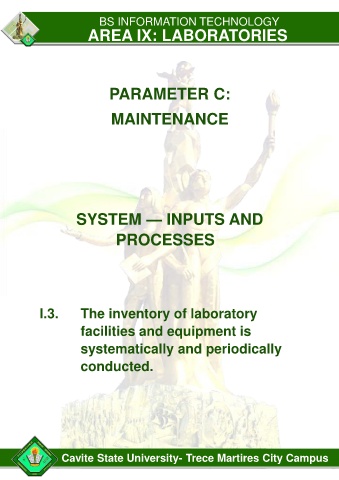 BS INFORMATION TECHNOLOGY
AREA IX: LABORATORIES
PARAMETER C:
MAINTENANCE
SYSTEM — INPUTS AND
PROCESSES
I.3. The inventory of laboratory
facilities and equipment is
systematically and periodically
conducted.
Cavite State University- Trece Martires City Campus